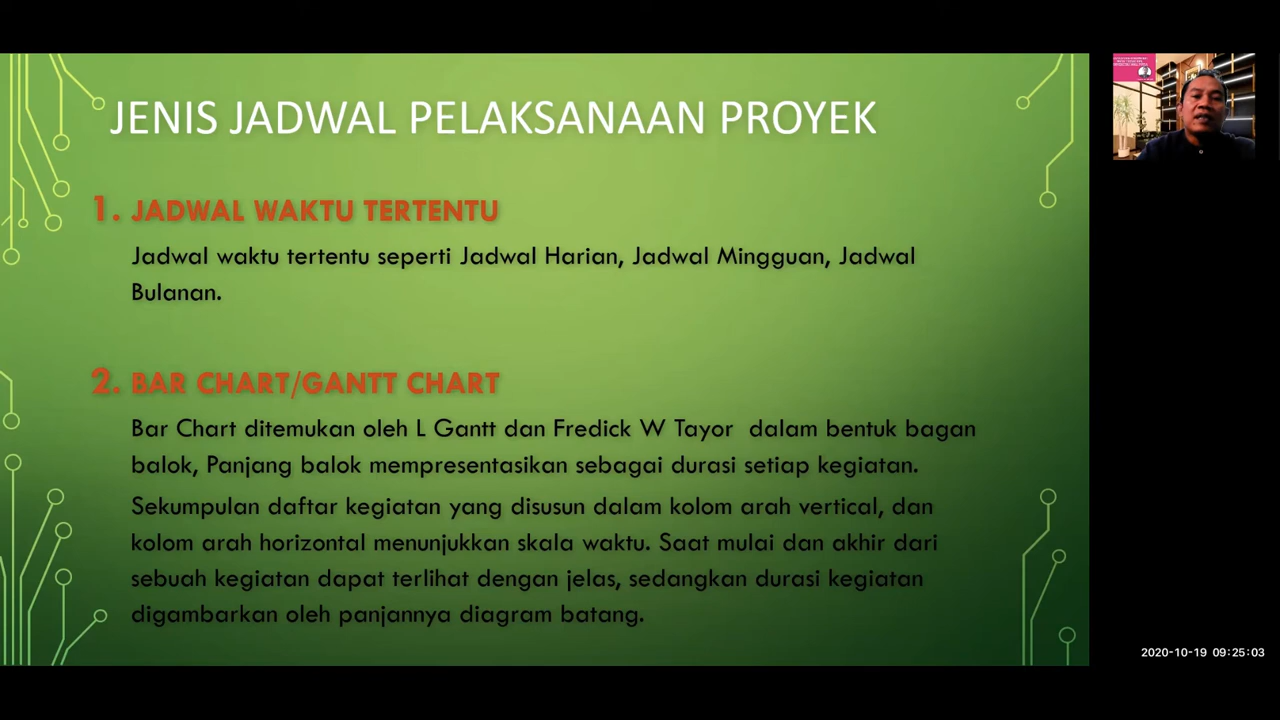 JENIS JADWAL PELAKSANAAN PROYEK
1. JADWAL WAKTU TERTENTU
Jadwal waktu tertentu seperti Jadwal Harian, Jadwal Mingguan, Jadwal
Bulanan.
2. BAR CHART/GANTT CHART
Bar Chart ditemukan oleh L Gantt dan Fredick W Tayor dalam bentuk bagan
balok, Panjang balok mempresentasikan sebagai durasi setiap kegiatan.
Sekumpulan daftar kegiatan yang disusun dalam kolom arah vertical, dan
kolom arah horizontal menunjukkan skala waktu. Saat mulai dan akhir dari
sebuah kegiatan dapat terlihat dengan jelas, sedangkan durasi kegiatan
digambarkan oleh panjannya diagram batang.
2020-10-19 09:25:03